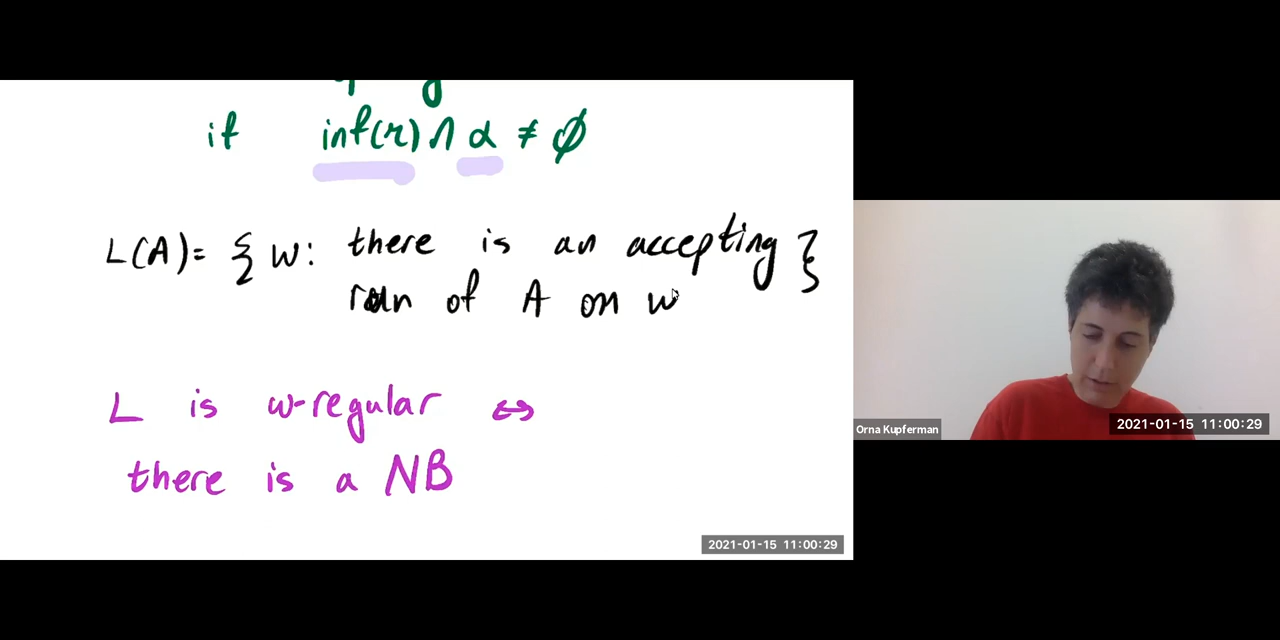 if inf(r) ∩ α ≠ ∅
L(A) = { w : there is an accepting }
run of A on w
L is w-regular ↔
there is a NB
Orna Kupferman
2021-01-15 11:00:29
2021-01-15 11:00:29